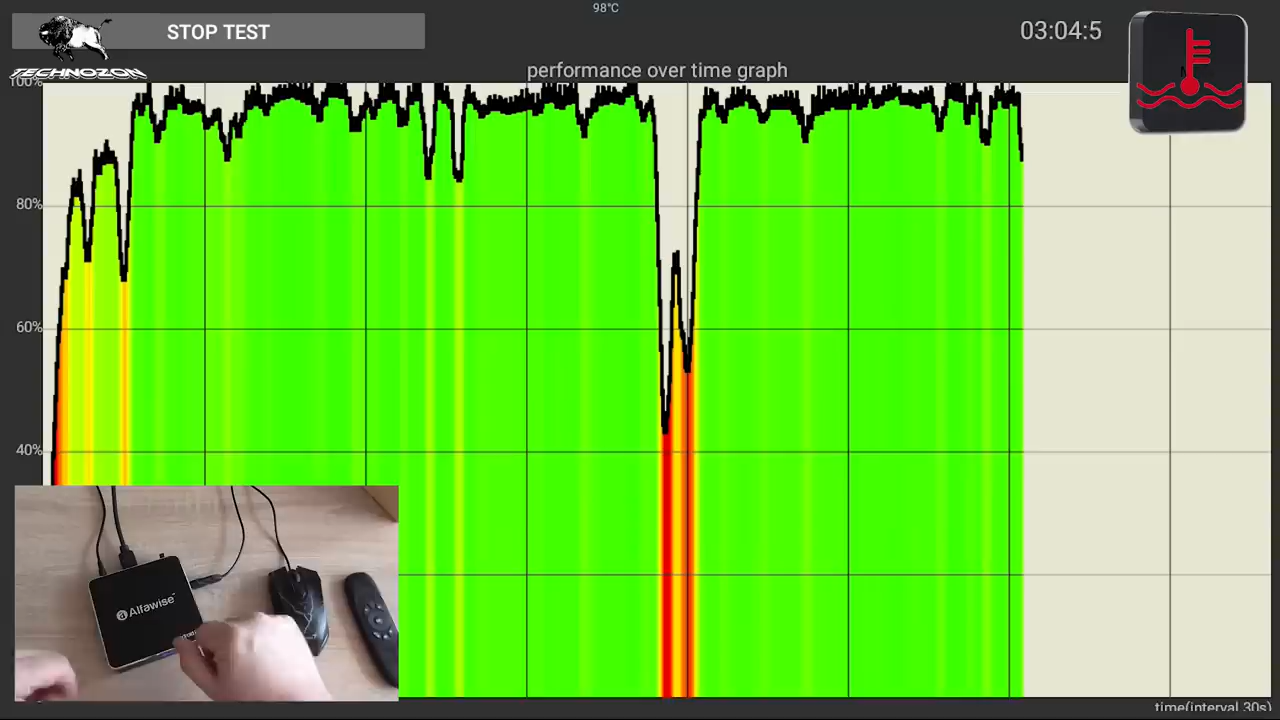 98°C
STOP TEST
03:04:5
TECHNOZON
performance over time graph
100%
80%
60%
40%
Alfawise
time(interval 30s)